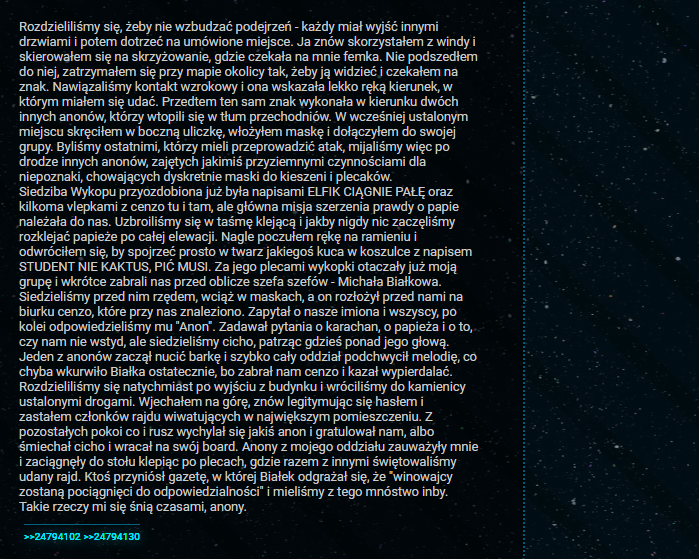 Rozdzieliliśmy się, żeby nie wzbudzać podejrzeń - każdy miał wyjść innymi
drzwiami i potem dotrzeć na umówione miejsce. Ja znów skorzystałem z windy i
skierowałem się na skrzyżowanie, gdzie czekała na mnie femka. Nie podszedłem
do niej, zatrzymałem się przy mapie okolicy tak, żeby ją widzieć i czekałem na
znak. Nawiązaliśmy kontakt wzrokowy i ona wskazała lekko ręką kierunek, w
którym miałem się udać. Przedtem ten sam znak wykonała w kierunku dwóch
innych anonów, którzy wtopili się w tłum przechodniów. W wcześniej ustalonym
miejscu skręciłem w boczną uliczkę, włożyłem maskę i dołączyłem do swojej
grupy. Byliśmy ostatnimi, którzy mieli przeprowadzić atak, mijaliśmy więc po
drodze innych anonów, zajętych jakimiś przyziemnymi czynnościami dla
niepoznaki, chowających dyskretnie maski do kieszeni i plecaków.
Siedziba Wykopu przyozdobiona już była napisami ELFIK CIĄGNIE PAŁĘ oraz
kilkoma vlepkami z cenzo tu i tam, ale główna misja szerzenia prawdy o papie
należała do nas. Uzbroiliśmy się w taśmę klejącą i jakby nigdy nic zaczęliśmy
rozklejać papieże po całej elewacji. Nagle poczułem rękę na ramieniu i
odwróciłem się, by spojrzeć prosto w twarz jakiegoś kuca w koszulce z napisem
STUDENT NIE KAKTUS, PIĆ MUSI. Za jego plecami wykopki otaczały już moją
grupę i wkrótce zabrali nas przed oblicze szefa szefów - Michała Białkowa.
Siedzieliśmy przed nim rzędem, wciąż w maskach, a on rozłożył przed nami na
biurku cenzo, które przy nas znaleziono. Zapytał o nasze imiona i wszyscy, po
kolei odpowiedzieliśmy mu "Anon". Zadawał pytania o karachan, o papieża i o to,
czy nam nie wstyd, ale siedzieliśmy cicho, patrząc gdzieś ponad jego głową.
Jeden z anonów zaczął nucić barkę i szybko cały oddział podchwycił melodię, co
chyba wkurwiło Białka ostatecznie, bo zabrał nam cenzo i kazał wypierdalać.
Rozdzieliliśmy się natychmiast po wyjściu z budynku i wróciliśmy do kamienicy
ustalonymi drogami. Wjechałem na górę, znów legitymując się hasłem i
zastałem członków rajdu wiwatujących w największym pomieszczeniu. Z
pozostałych pokoi co i rusz wychylał się jakiś anon i gratulował nam, albo
śmiechał cicho i wracał na swój board. Anony z mojego oddziału zauważyły mnie
i zaciągnęły do stołu klepiąc po plecach, gdzie razem z innymi świętowaliśmy
udany rajd. Ktoś przyniósł gazetę, w której Białek odgrażał się, że "winowajcy
zostaną pociągnięci do odpowiedzialności" i mieliśmy z tego mnóstwo inby.
Takie rzeczy mi się śnią czasami, anony.
>>24794102 >>24794130